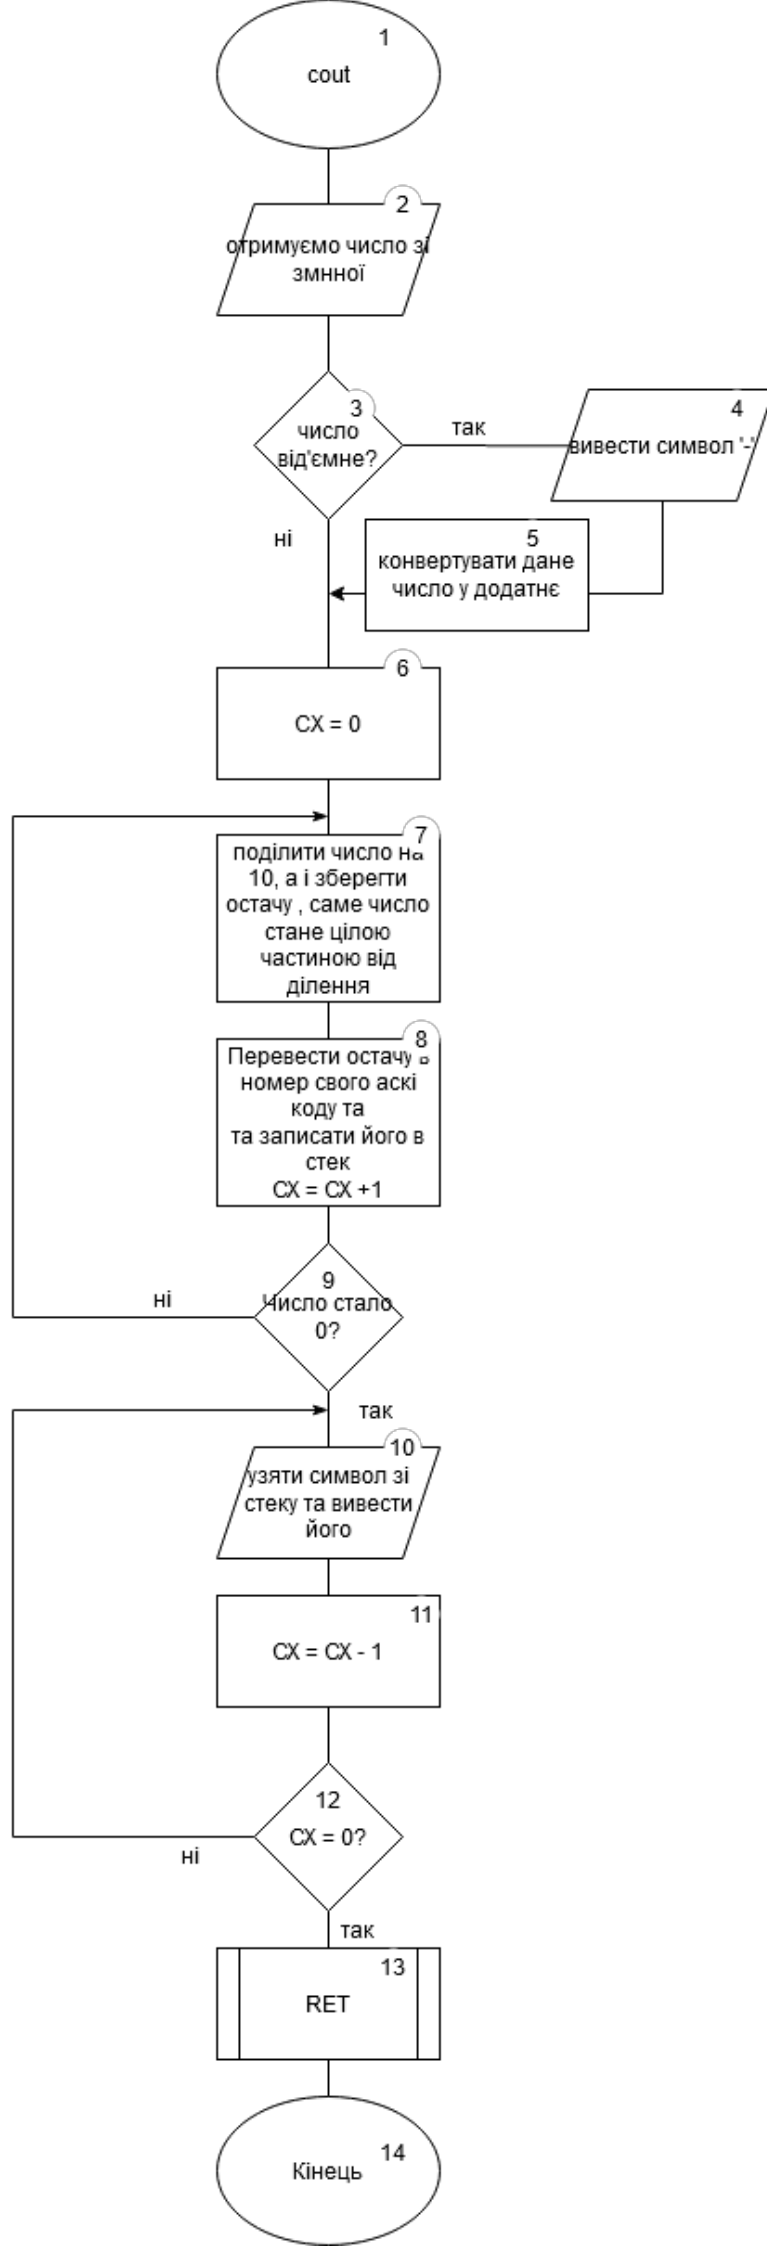 1
cout
2
отримуємо число зі
змнної
3
число
від'ємне?
так
4
вивести символ '-'
ні
5
конвертувати дане
число у додатнє
6
CX = 0
7
поділити число на
10, а і зберегти
остачу , саме число
стане цілою
частиною від
ділення
8
Перевести остачу в
номер свого аскі
коду та
та записати його в
стек
CX = CX +1
9
Число стало
0?
ні
так
10
узяти символ зі
стеку та вивести
його
11
CX = CX - 1
12
CX = 0?
ні
так
13
RET
14
Кінець